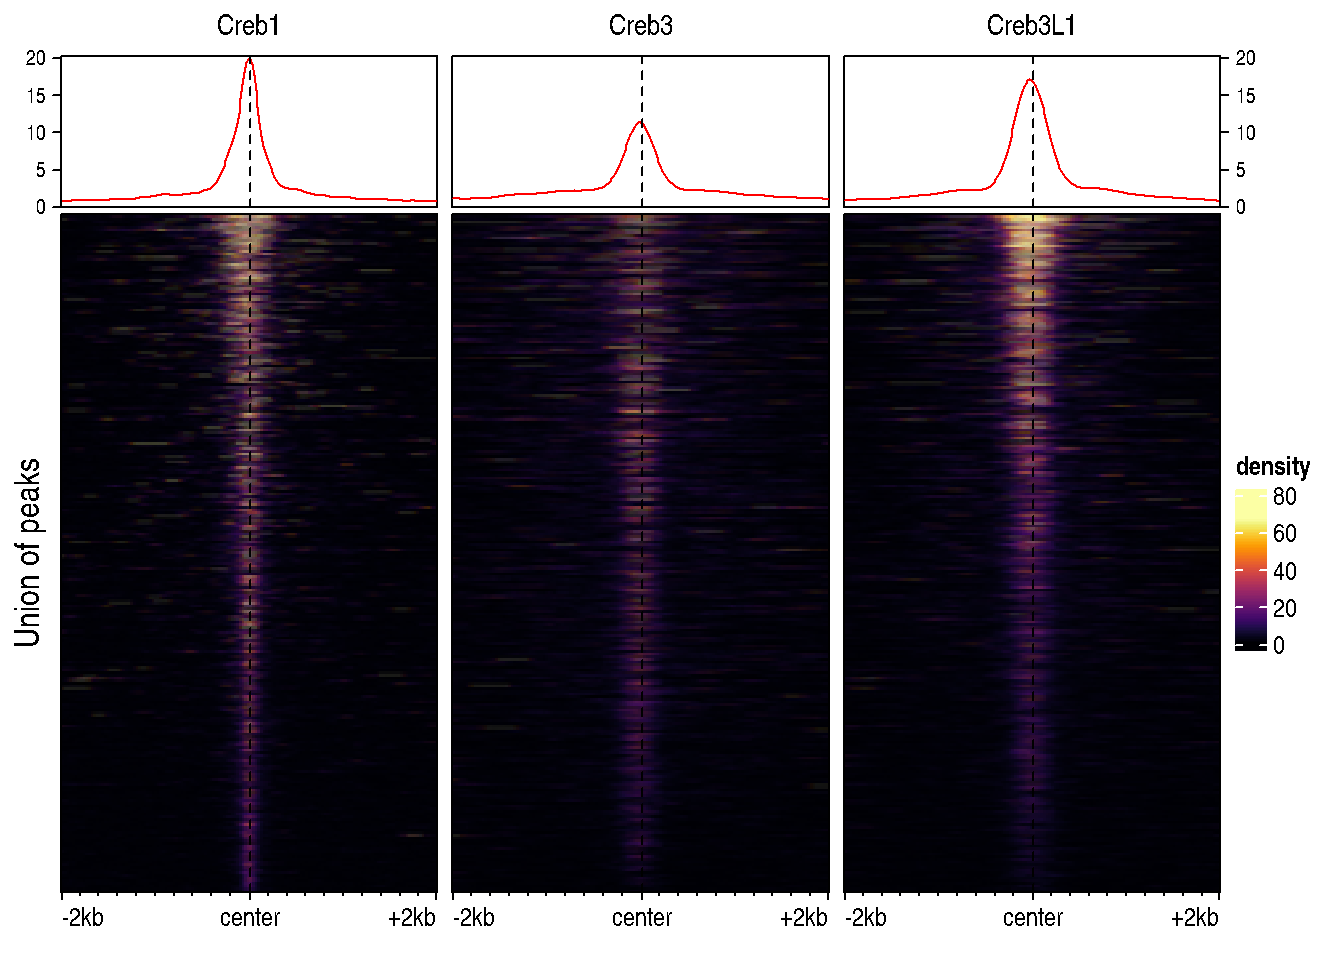 Creb1 Creb3 Creb3L1
20 20
15 15
10 10
5 5
0 0
Union of peaks
density
80
60
40
20
0
-2kb center +2kb -2kb center +2kb -2kb center +2kb